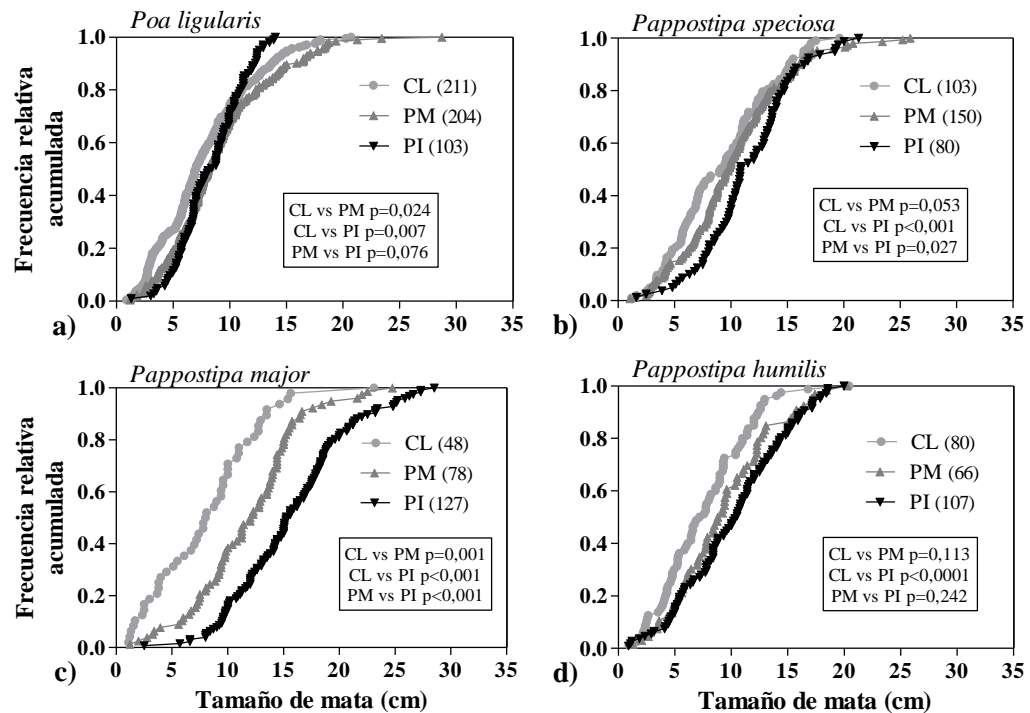 Poa ligularis
Frecuencia relativa
acumulada
1.0
0.8
0.6
0.4
0.2
0.0
CL (211)
PM (204)
PI (103)
CL vs PM p=0,024
CL vs PI p=0,007
PM vs PI p=0,076
0 5 10 15 20 25 30 35
a)
Pappostipa speciosa
1.0
0.8
0.6
0.4
0.2
0.0
CL (103)
PM (150)
PI (80)
CL vs PM p=0,053
CL vs PI p<0,001
PM vs PI p=0,027
0 5 10 15 20 25 30 35
b)
Pappostipa major
Frecuencia relativa
acumulada
1.0
0.8
0.6
0.4
0.2
0.0
CL (48)
PM (78)
PI (127)
CL vs PM p=0,001
CL vs PI p<0,001
PM vs PI p<0,001
c)
0 5 10 15 20 25 30 35
Tamaño de mata (cm)
Pappostipa humilis
1.0
0.8
0.6
0.4
0.2
0.0
CL (80)
PM (66)
PI (107)
CL vs PM p=0,113
CL vs PI p<0,0001
PM vs PI p=0,242
d)
0 5 10 15 20 25 30 35
Tamaño de mata (cm)